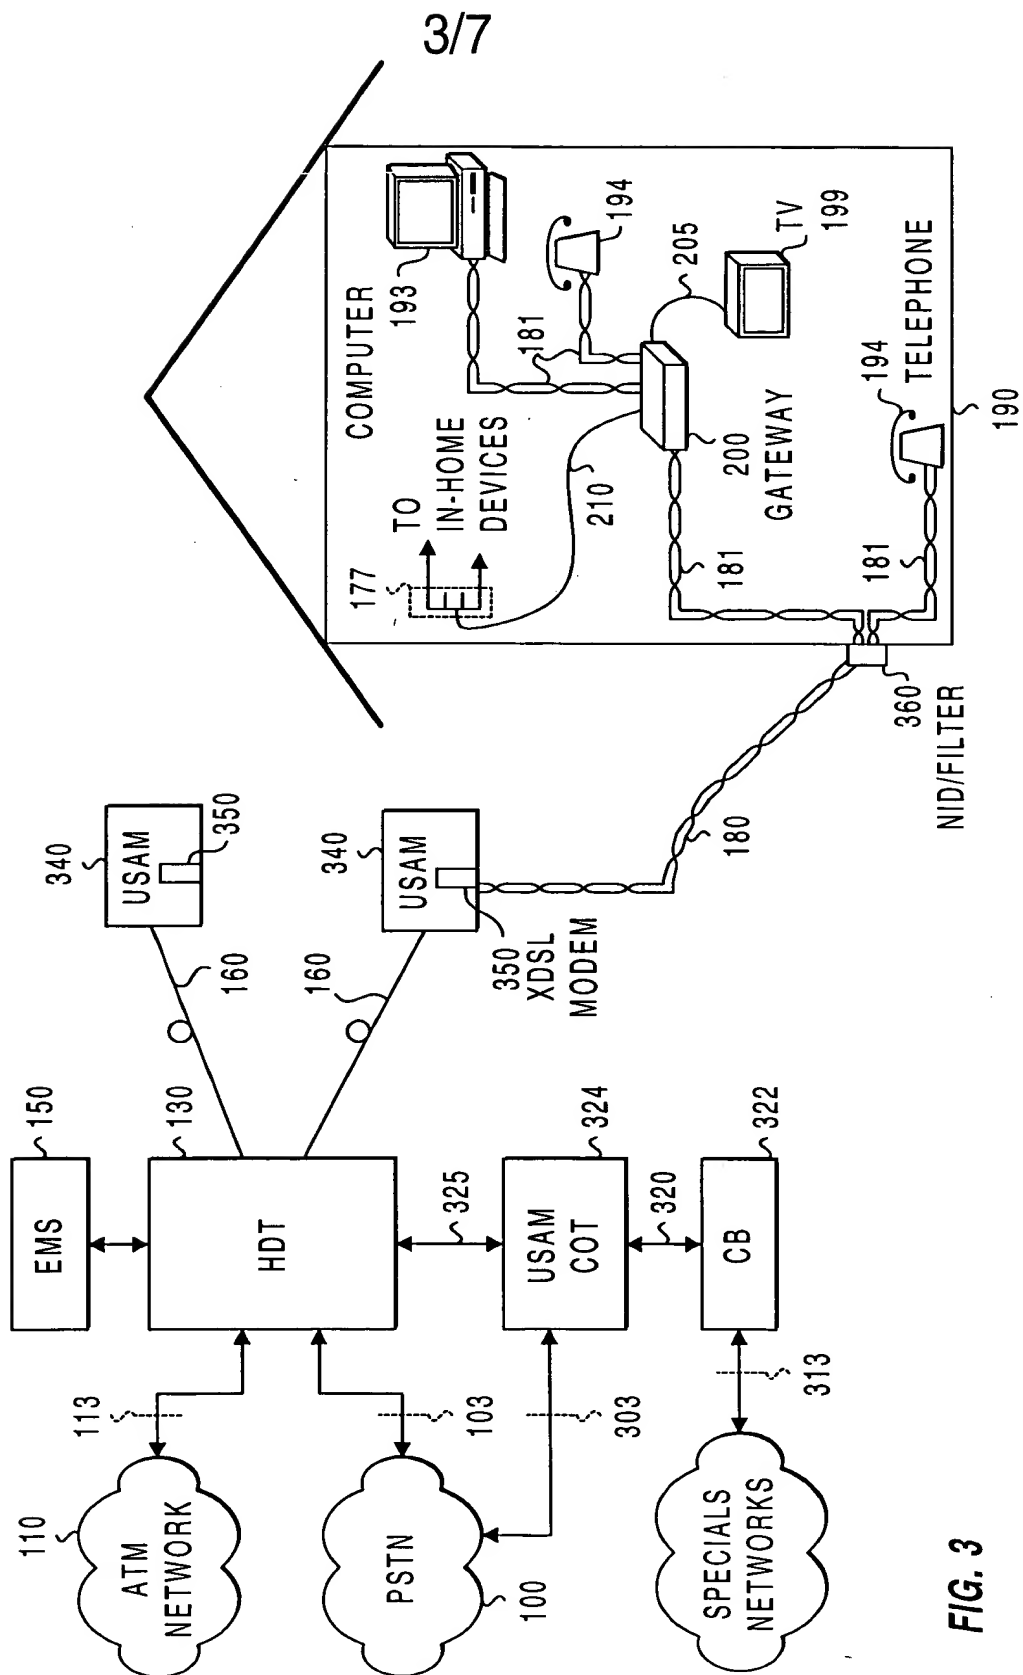 3/7
110
ATM
NETWORK
113
PSTN
100
103
303
SPECIALS
NETWORKS
313
EMS
150
HDT
130
325
USAM
COT
324
320
CB
322
160
160
USAM
340
350
USAM
340
350
XDSL
MODEM
180
360
NID/FILTER
177
TO
IN-HOME
DEVICES
210
COMPUTER
193
181
194
205
TV
199
200
GATEWAY
181
181
194
TELEPHONE
190
FIG. 3